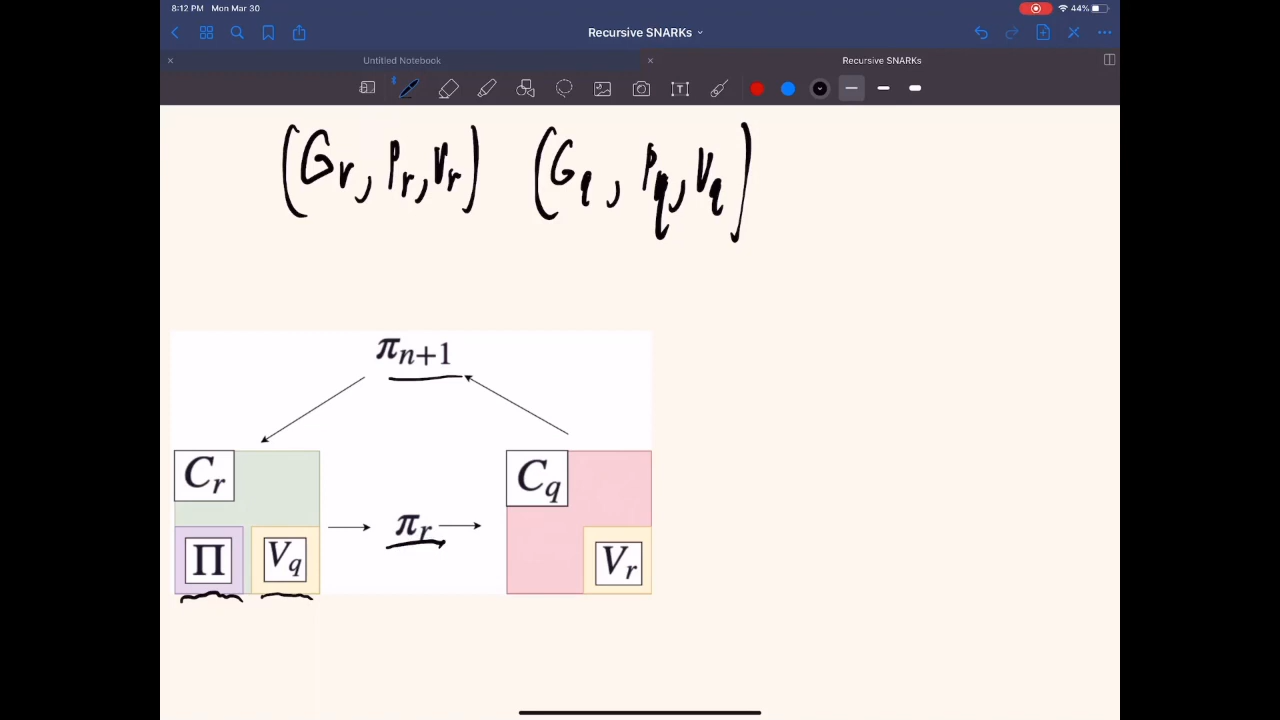 8:12 PM Mon Mar 30
44%
Recursive SNARKs
Untitled Notebook
Recursive SNARKs
T
(Gr, Pr, Vr) (Gq, Pq, Vq)
πn+1
Cr
Cq
πr
Π
Vq
Vr